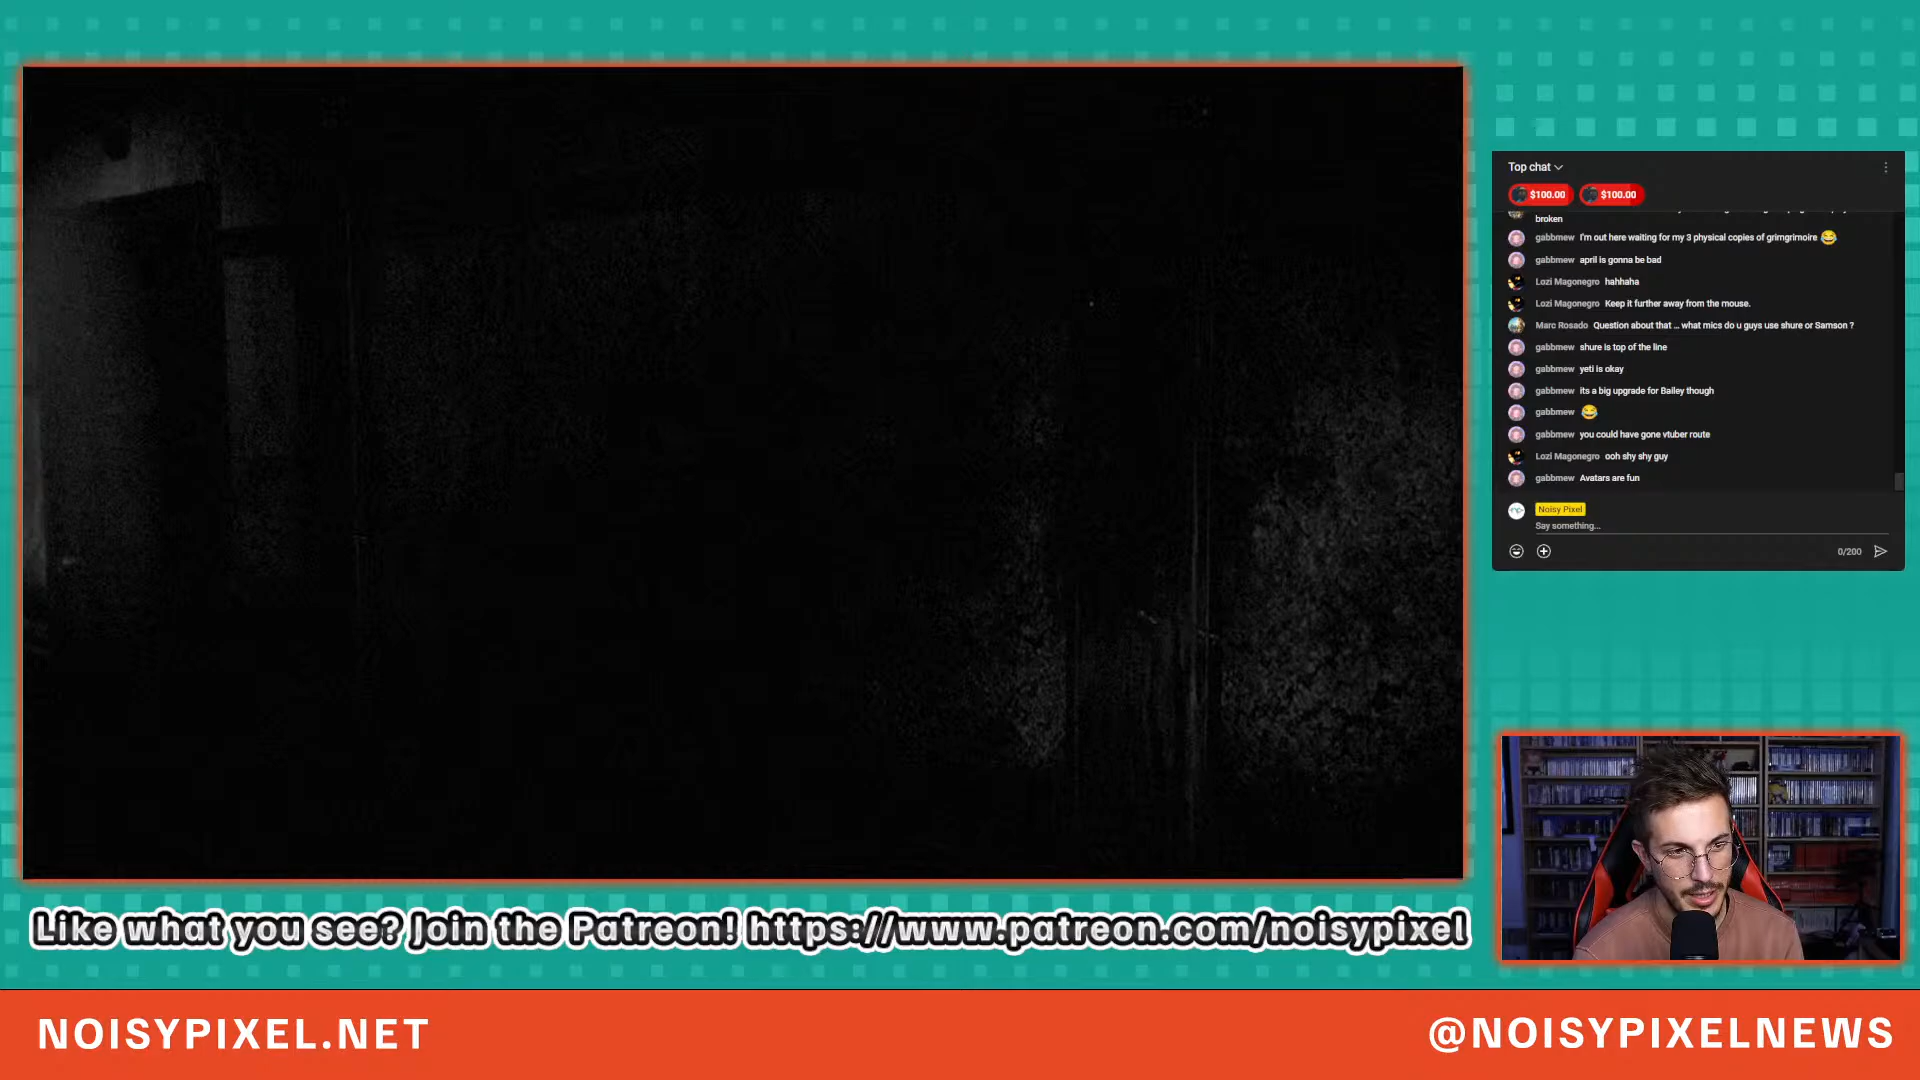 Top chat
$100.00 $100.00
broken
gabbmew I'm out here waiting for my 3 physical copies of grimgrimoire 😂
gabbmew april is gonna be bad
Lozi Magonegro hahhaha
Lozi Magonegro Keep it further away from the mouse.
Marc Rosado Question about that ... what mics do u guys use shure or Samson ?
gabbmew shure is top of the line
gabbmew yeti is okay
gabbmew its a big upgrade for Bailey though
gabbmew 😂
gabbmew you could have gone vtuber route
Lozi Magonegro ooh shy shy guy
gabbmew Avatars are fun
Noisy Pixel
Say something...
0/200
Like what you see? Join the Patreon! https://www.patreon.com/noisypixel
NOISYPIXEL.NET
@NOISYPIXELNEWS